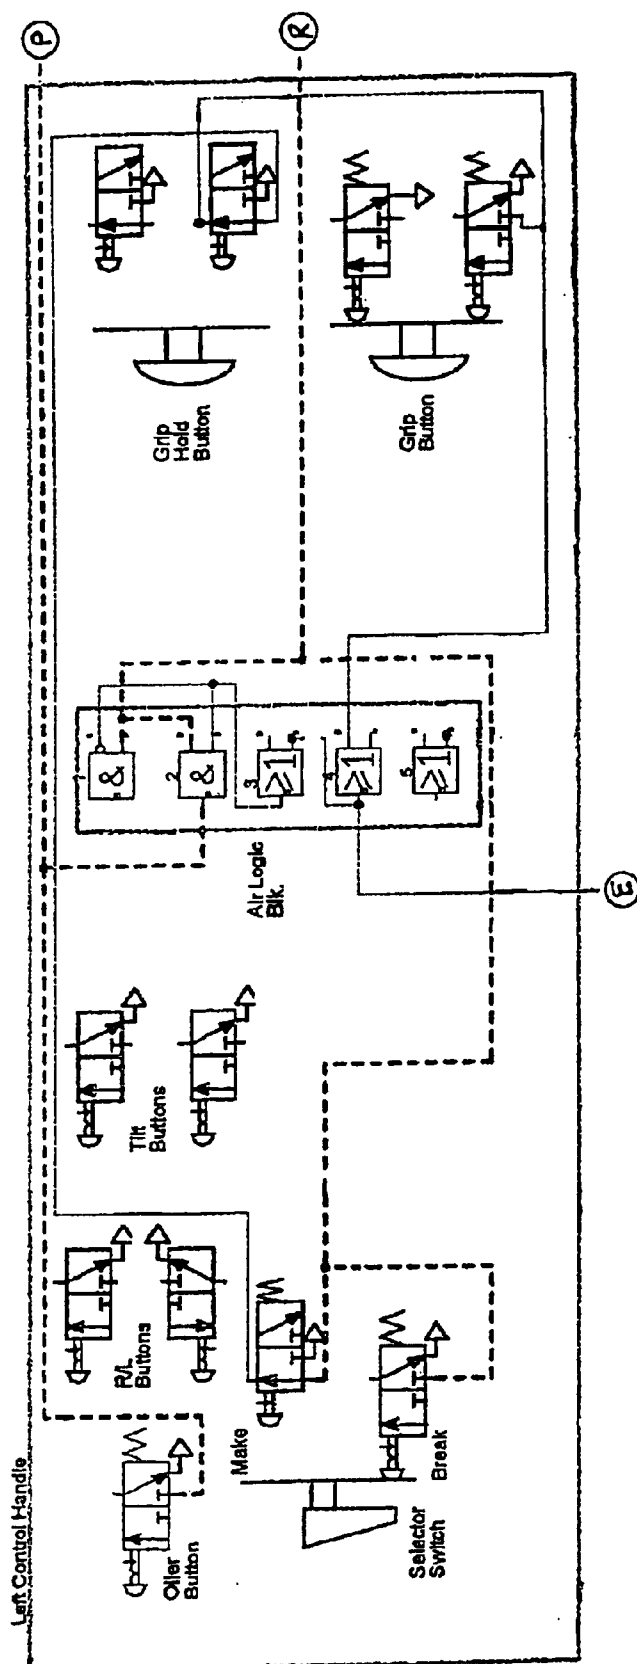 Left Control Handle
Oiler
Button
R/L
Buttons
Tilt
Buttons
Make
Break
Selector
Switch
Air Logic
Blk.
1
&
2
&
3
≥1
4
≥1
5
≥1
Grip
Hold
Button
Grip
Button
P
R
E